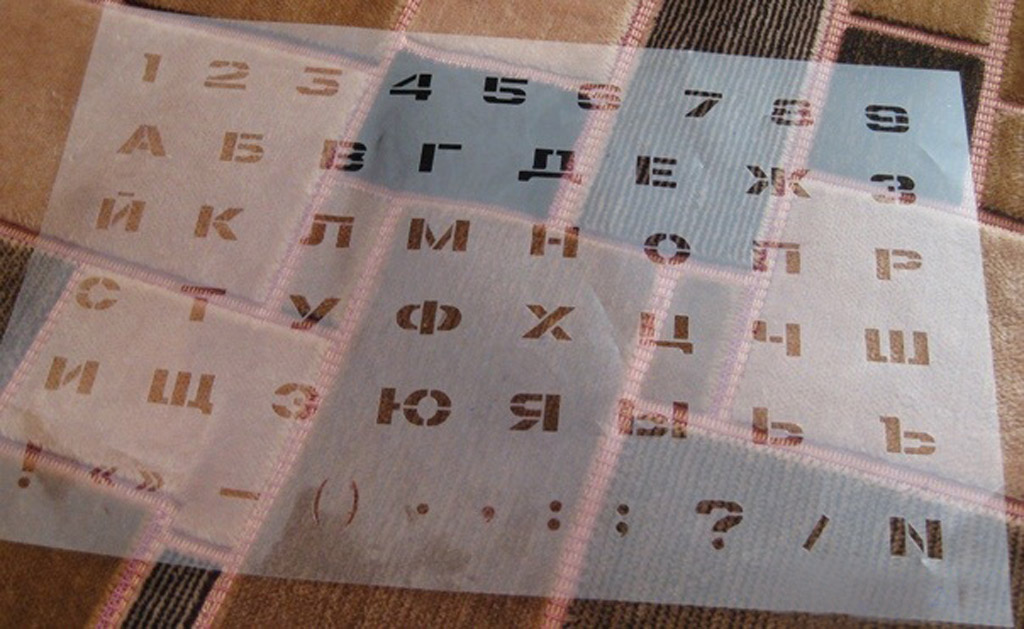 1 2 3 4 5 6 7 8 9
А Б В Г Д Е Ж З
Й К Л М Н О П Р
С Т У Ф Х Ц Ч Ш
И Щ Э Ю Я Ы Ь Ъ
! «» – () . , : ; ? / N